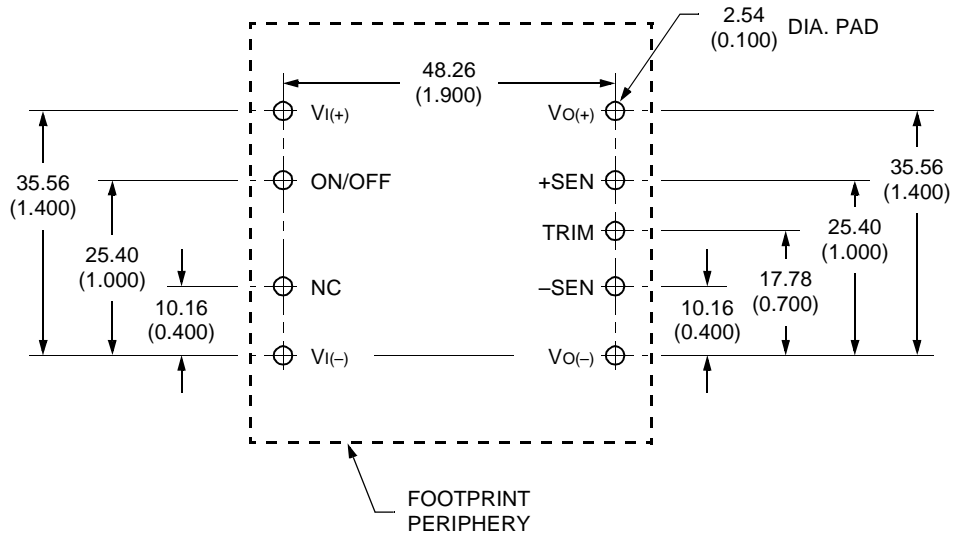 2.54
(0.100) DIA. PAD
48.26
(1.900)
VI(+)
VO(+)
35.56
(1.400)
ON/OFF
+SEN
35.56
(1.400)
25.40
(1.000)
TRIM
25.40
(1.000)
NC
–SEN
17.78
(0.700)
10.16
(0.400)
10.16
(0.400)
VI(–)
VO(–)
FOOTPRINT
PERIPHERY